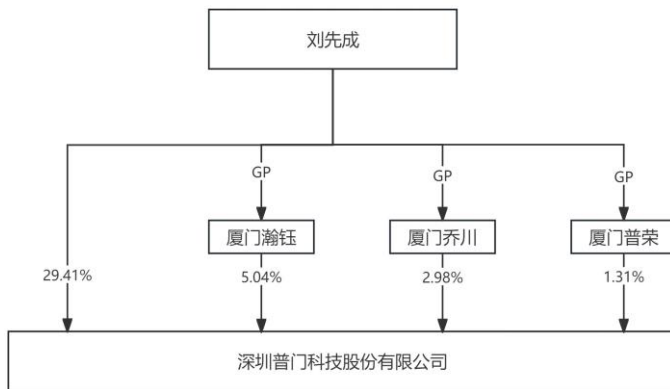 刘先成
GP
GP
GP
厦门瀚钰
厦门乔川
厦门普荣
29.41%
5.04%
2.98%
1.31%
深圳普门科技股份有限公司